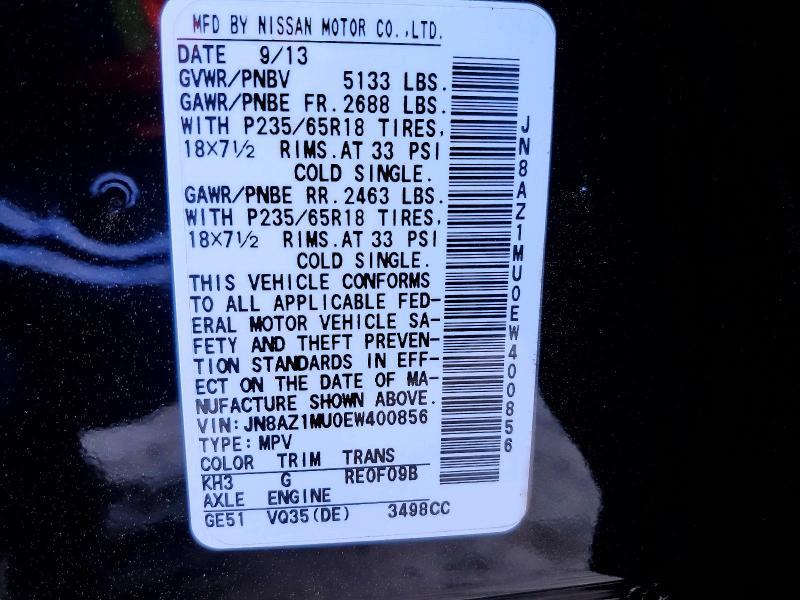 MFD BY NISSAN MOTOR CO.,LTD.
DATE 9/13
GVWR/PNBV 5133 LBS.
GAWR/PNBE FR.2688 LBS.
WITH P235/65R18 TIRES,
18×7½ RIMS.AT 33 PSI
COLD SINGLE.
GAWR/PNBE RR.2463 LBS.
WITH P235/65R18 TIRES,
18×7½ RIMS.AT 33 PSI
COLD SINGLE.
THIS VEHICLE CONFORMS
TO ALL APPLICABLE FED-
ERAL MOTOR VEHICLE SA-
FETY AND THEFT PREVEN-
TION STANDARDS IN EFF-
ECT ON THE DATE OF MA-
NUFACTURE SHOWN ABOVE.
VIN:JN8AZ1MU0EW400856
TYPE:MPV
COLOR TRIM TRANS
KH3 G RE0F09B
AXLE ENGINE
GE51 VQ35(DE) 3498CC
JN8AZ1MU0EW400856